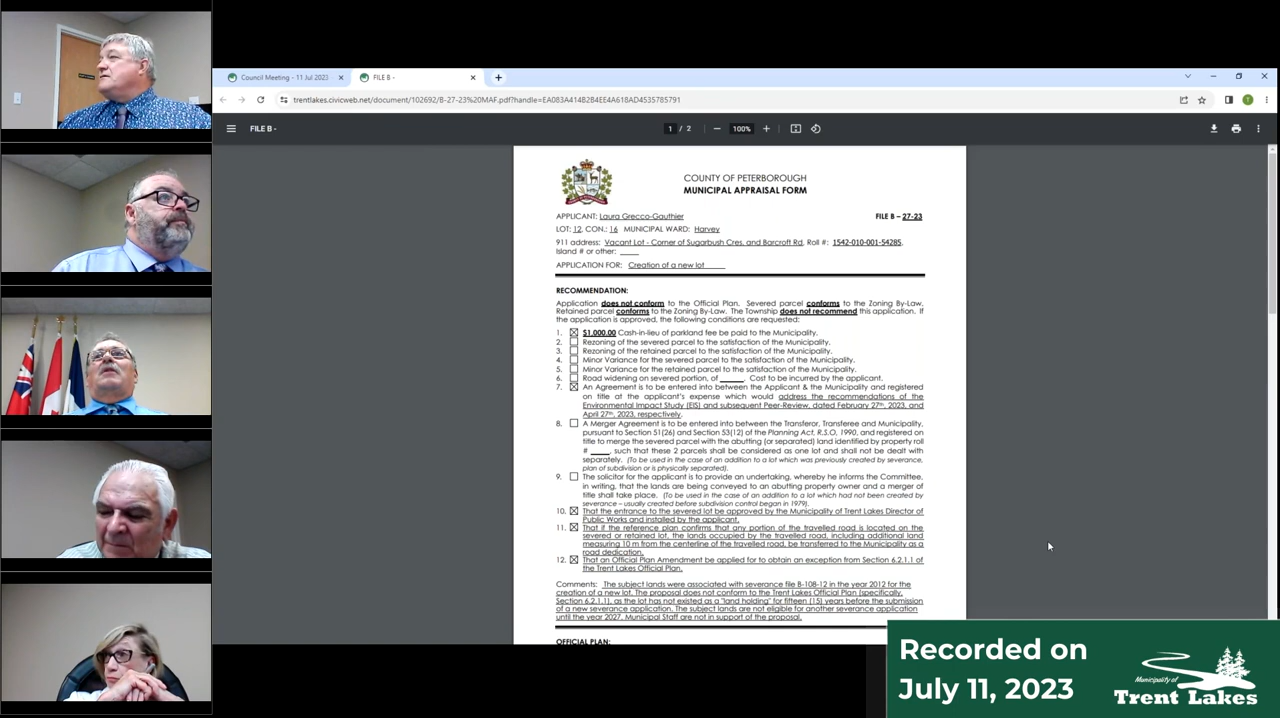 Council Meeting - 11 Jul 2023
FILE B -
trentlakes.civicweb.net/document/102692/B-27-23%20MAF.pdf?handle=EA083A414B2B4EE4A618AD4535785791
T
FILE B -
1 / 2
100%
COUNTY OF PETERBOROUGH
MUNICIPAL APPRAISAL FORM
APPLICANT: Laura Grecco-Gauthier FILE B – 27-23
LOT: 12, CON.: 16 MUNICIPAL WARD: Harvey
911 address: Vacant Lot - Corner of Sugarbush Cres. and Barcroft Rd, Roll #: 1542-010-001-54285,
Island # or other: ____
APPLICATION FOR: Creation of a new lot
RECOMMENDATION:
Application does not conform to the Official Plan. Severed parcel conforms to the Zoning By-Law.
Retained parcel conforms to the Zoning By-Law. The Township does not recommend this application. If
the application is approved, the following conditions are requested:
1. ☒ $1,000.00 Cash-in-lieu of parkland fee be paid to the Municipality.
2. ☐ Rezoning of the severed parcel to the satisfaction of the Municipality.
3. ☐ Rezoning of the retained parcel to the satisfaction of the Municipality.
4. ☐ Minor Variance for the severed parcel to the satisfaction of the Municipality.
5. ☐ Minor Variance for the retained parcel to the satisfaction of the Municipality.
6. ☐ Road widening on severed portion, of _____. Cost to be incurred by the applicant.
7. ☒ An Agreement is to be entered into between the Applicant & the Municipality and registered
on title at the applicant's expense which would address the recommendations of the
Environmental Impact Study (EIS) and subsequent Peer-Review, dated February 27th, 2023, and
April 27th, 2023, respectively.
8. ☐ A Merger Agreement is to be entered into between the Transferor, Transferee and Municipality,
pursuant to Section 51(26) and Section 53(12) of the Planning Act, R.S.O, 1990, and registered on
title to merge the severed parcel with the abutting (or separated) land identified by property roll
# ____, such that these 2 parcels shall be considered as one lot and shall not be dealt with
separately. (To be used in the case of an addition to a lot which was previously created by severance,
plan of subdivision or is physically separated).
9. ☐ The solicitor for the applicant is to provide an undertaking, whereby he informs the Committee,
in writing, that the lands are being conveyed to an abutting property owner and a merger of
title shall take place. (To be used in the case of an addition to a lot which had not been created by
severance – usually created before subdivision control began in 1979).
10. ☒ That the entrance to the severed lot be approved by the Municipality of Trent Lakes Director of
Public Works and installed by the applicant.
11. ☒ That if the reference plan confirms that any portion of the travelled road is located on the
severed or retained lot, the lands occupied by the travelled road, including additional land
measuring 10 m from the centerline of the travelled road, be transferred to the Municipality as a
road dedication.
12. ☒ That an Official Plan Amendment be applied for to obtain an exception from Section 6.2.1.1 of
the Trent Lakes Official Plan.
Comments: The subject lands were associated with severance file B-108-12 in the year 2012 for the
creation of a new lot. The proposal does not conform to the Trent Lakes Official Plan (specifically,
Section 6.2.1.1), as the lot has not existed as a "land holding" for fifteen (15) years before the submission
of a new severance application. The subject lands are not eligible for another severance application
until the year 2027. Municipal Staff are not in support of the proposal.
OFFICIAL PLAN:
Recorded on
July 11, 2023
Municipality of
Trent Lakes